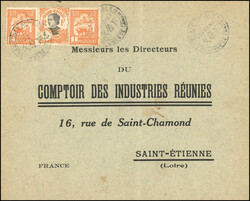 Messieurs les Directeurs
DU
COMPTOIR DES INDUSTRIES RÉUNIES
16, rue de Saint-Chamond
SAINT-ÉTIENNE
FRANCE
(Loire)